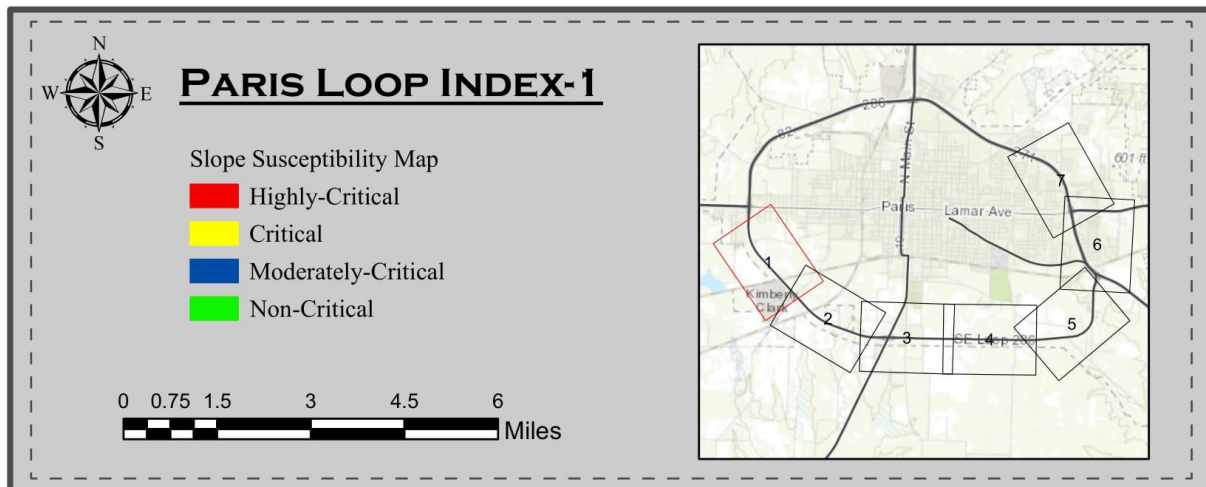 N
W E
S
PARIS LOOP INDEX-1
Slope Susceptibility Map
Highly-Critical
Critical
Moderately-Critical
Non-Critical
0 0.75 1.5 3 4.5 6
Miles
286
82
271
N Main St
601 ft
7
Paris
Lamar Ave
19
6
1
Kimberly
Clark
2
3
4
5
SE Loop 286